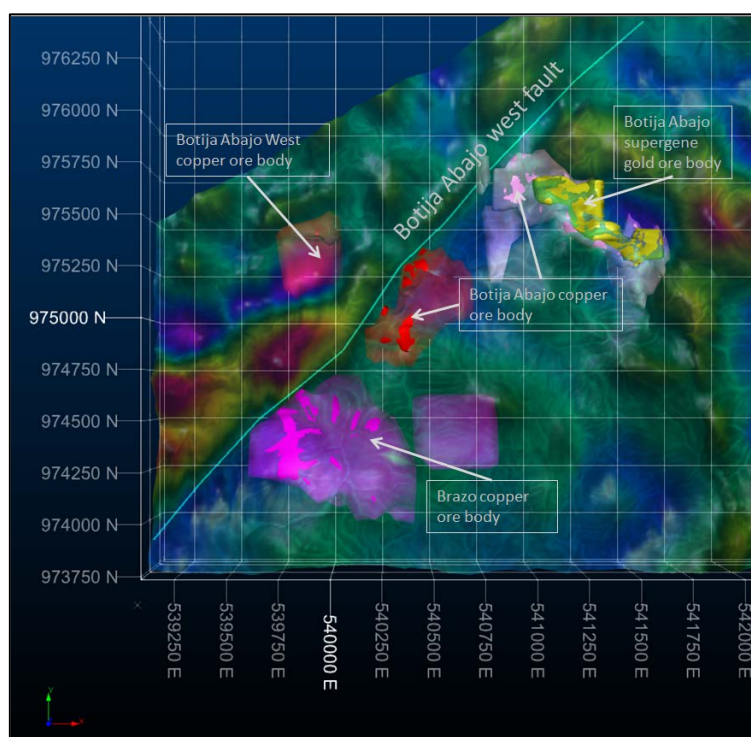 976250 N
976000 N
975750 N
975500 N
975250 N
975000 N
974750 N
974500 N
974250 N
974000 N
973750 N
Botija Abajo West
copper ore body
Botija Abajo west fault
Botija Abajo
supergene
gold ore body
Botija Abajo copper
ore body
Brazo copper
ore body
539250 E
539500 E
539750 E
540000 E
540250 E
540500 E
540750 E
541000 E
541250 E
541500 E
541750 E
542000 E
y
x